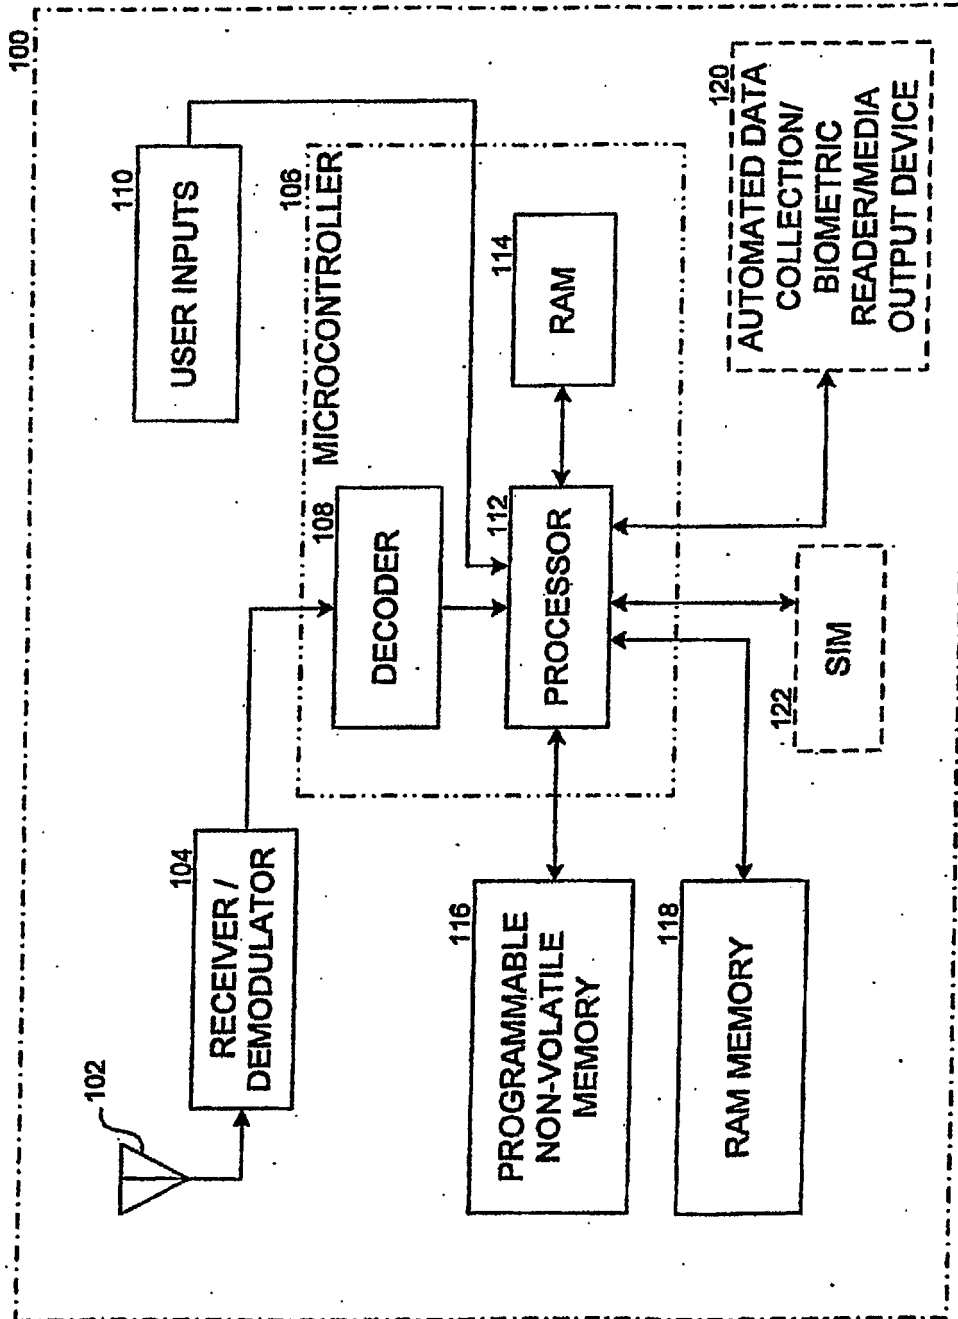 100
102
104
RECEIVER /
DEMODULATOR
110
USER INPUTS
106
MICROCONTROLLER
108
DECODER
112
PROCESSOR
114
RAM
116
PROGRAMMABLE
NON-VOLATILE
MEMORY
118
RAM MEMORY
122
SIM
120
AUTOMATED DATA
COLLECTION/
BIOMETRIC
READER/MEDIA
OUTPUT DEVICE